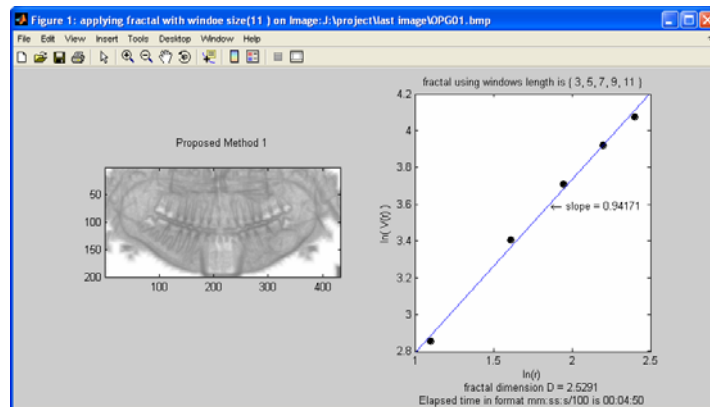 Figure 1: applying fractal with windoe size(11 ) on Image:J:\project\last image\OPG01.bmp
File Edit View Insert Tools Desktop Window Help
Proposed Method 1
50
100
150
200
100 200 300 400
fractal using windows length is { 3, 5, 7, 9, 11 }
4.2
4
3.8
3.6
3.4
3.2
3
2.8
ln( V(r) )
← slope = 0.94171
1 1.5 2 2.5
ln(r)
fractal dimension D = 2.5291
Elapsed time in format mm:ss:s/100 is 00:04:50